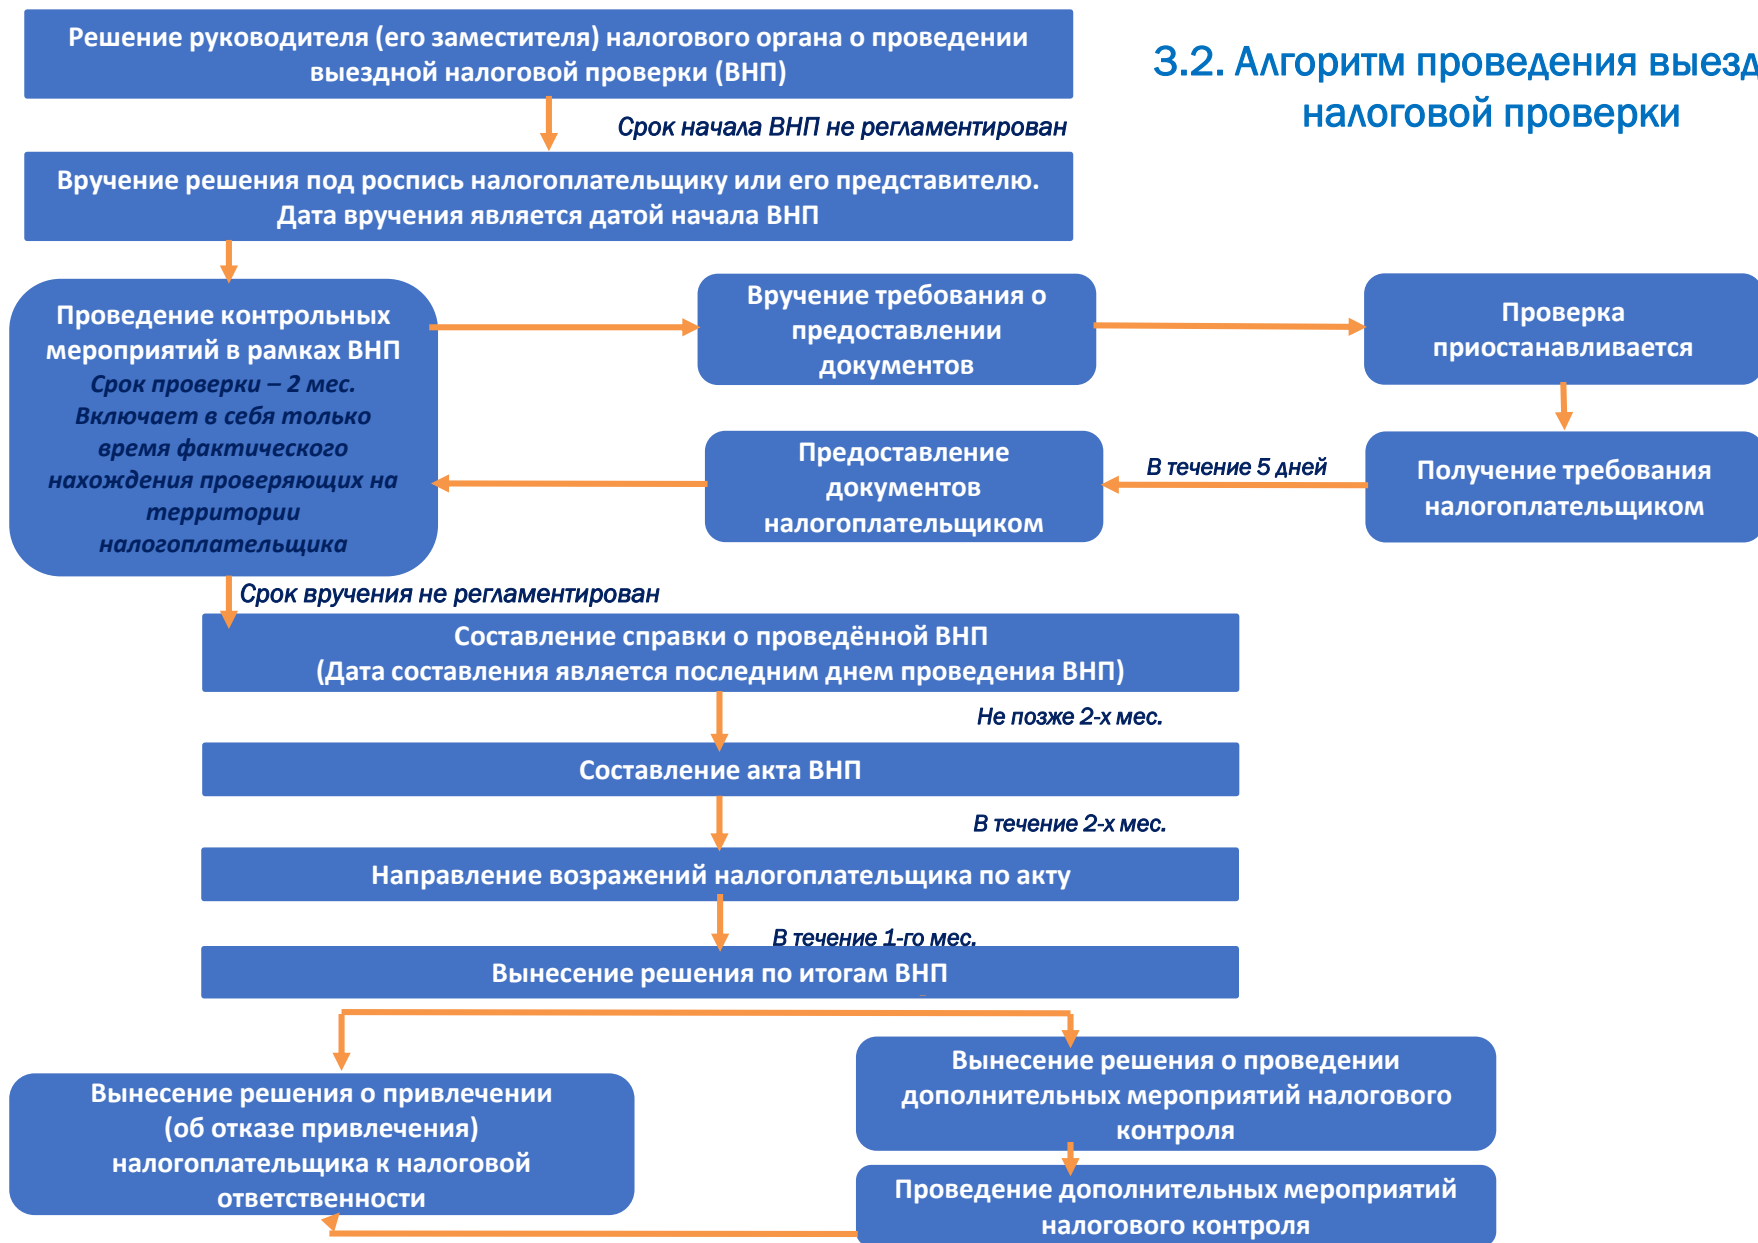 Решение руководителя (его заместителя) налогового органа о проведении
выездной налоговой проверки (ВНП)
3.2. Алгоритм проведения выезд
налоговой проверки
Срок начала ВНП не регламентирован
Вручение решения под роспись налогоплательщику или его представителю.
Дата вручения является датой начала ВНП
Проведение контрольных
мероприятий в рамках ВНП
Срок проверки – 2 мес.
Включает в себя только
время фактического
нахождения проверяющих на
территории
налогоплательщика
Вручение требования о
предоставлении
документов
Проверка
приостанавливается
Получение требования
налогоплательщиком
В течение 5 дней
Предоставление
документов
налогоплательщиком
Срок вручения не регламентирован
Составление справки о проведённой ВНП
(Дата составления является последним днем проведения ВНП)
Не позже 2-х мес.
Составление акта ВНП
В течение 2-х мес.
Направление возражений налогоплательщика по акту
В течение 1-го мес.
Вынесение решения по итогам ВНП
Вынесение решения о привлечении
(об отказе привлечения)
налогоплательщика к налоговой
ответственности
Вынесение решения о проведении
дополнительных мероприятий налогового
контроля
Проведение дополнительных мероприятий
налогового контроля